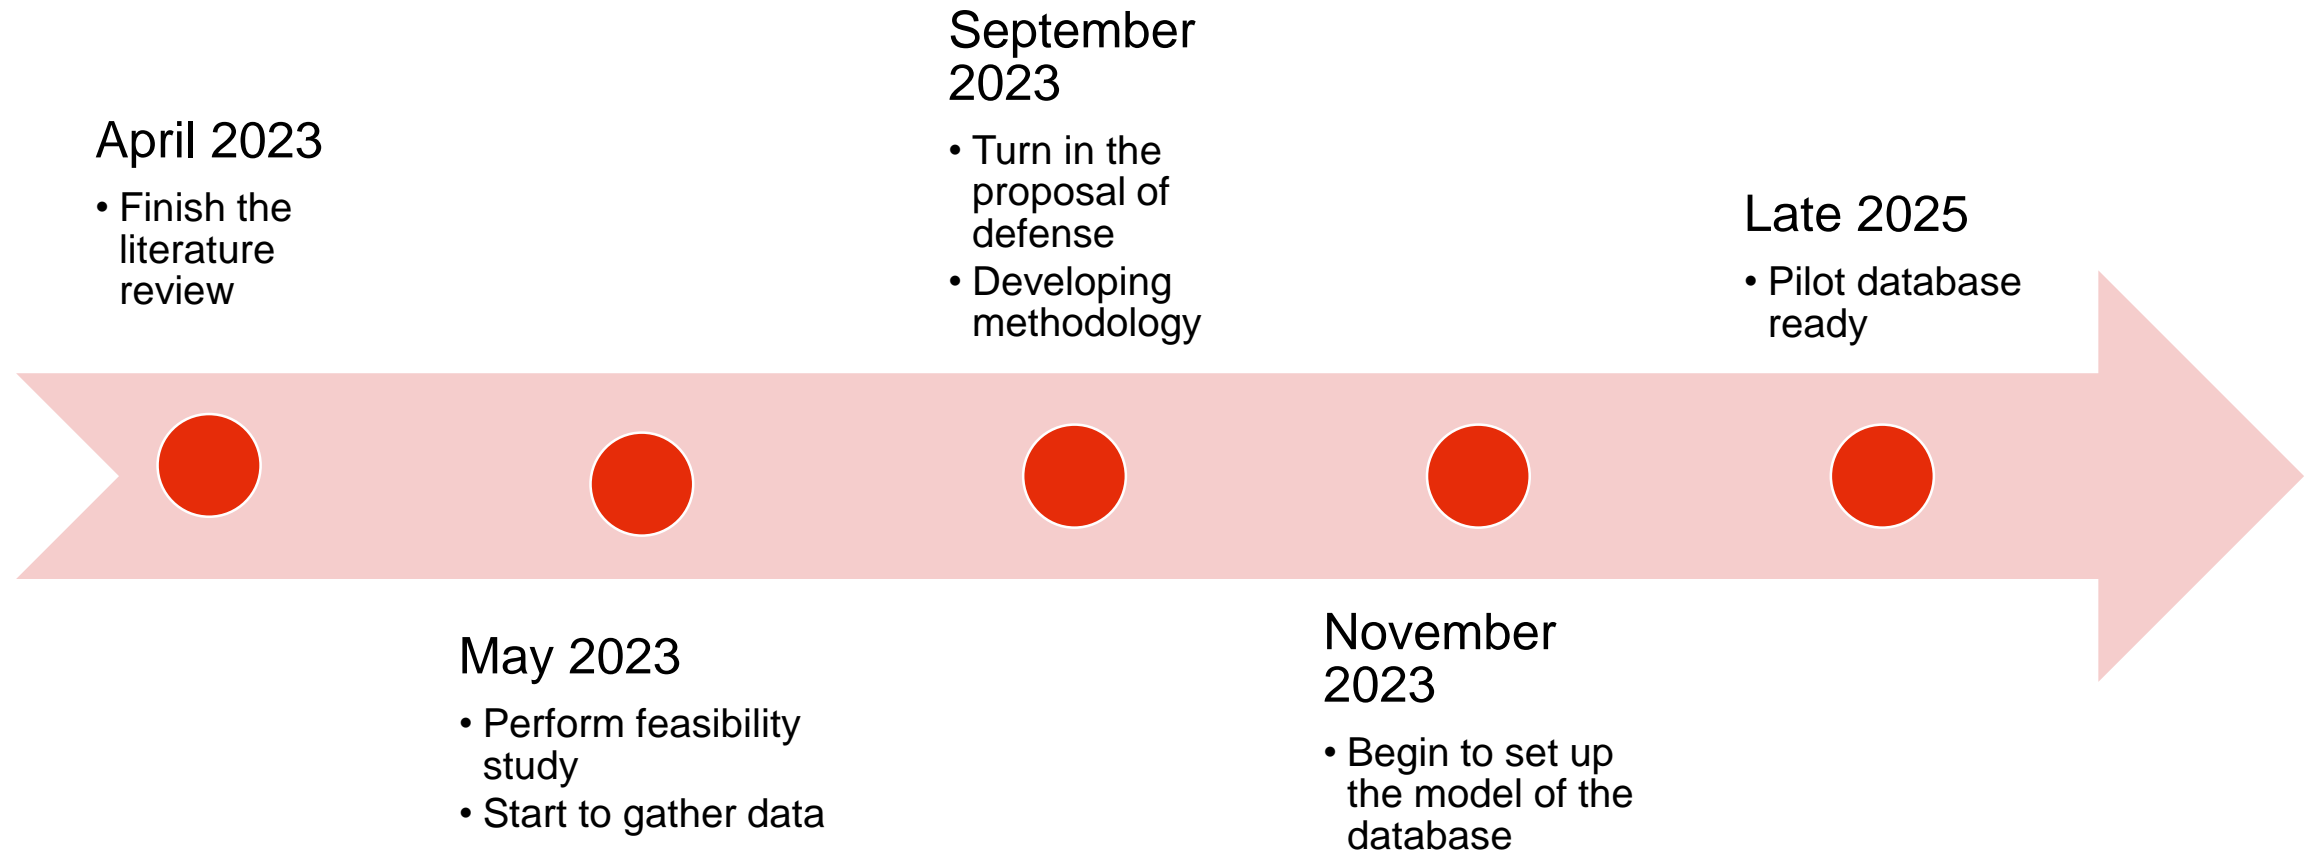 April 2023
• Finish the
literature
review
May 2023
• Perform feasibility
study
• Start to gather data
September
2023
• Turn in the
proposal of
defense
• Developing
methodology
November
2023
• Begin to set up
the model of the
database
Late 2025
• Pilot database
ready